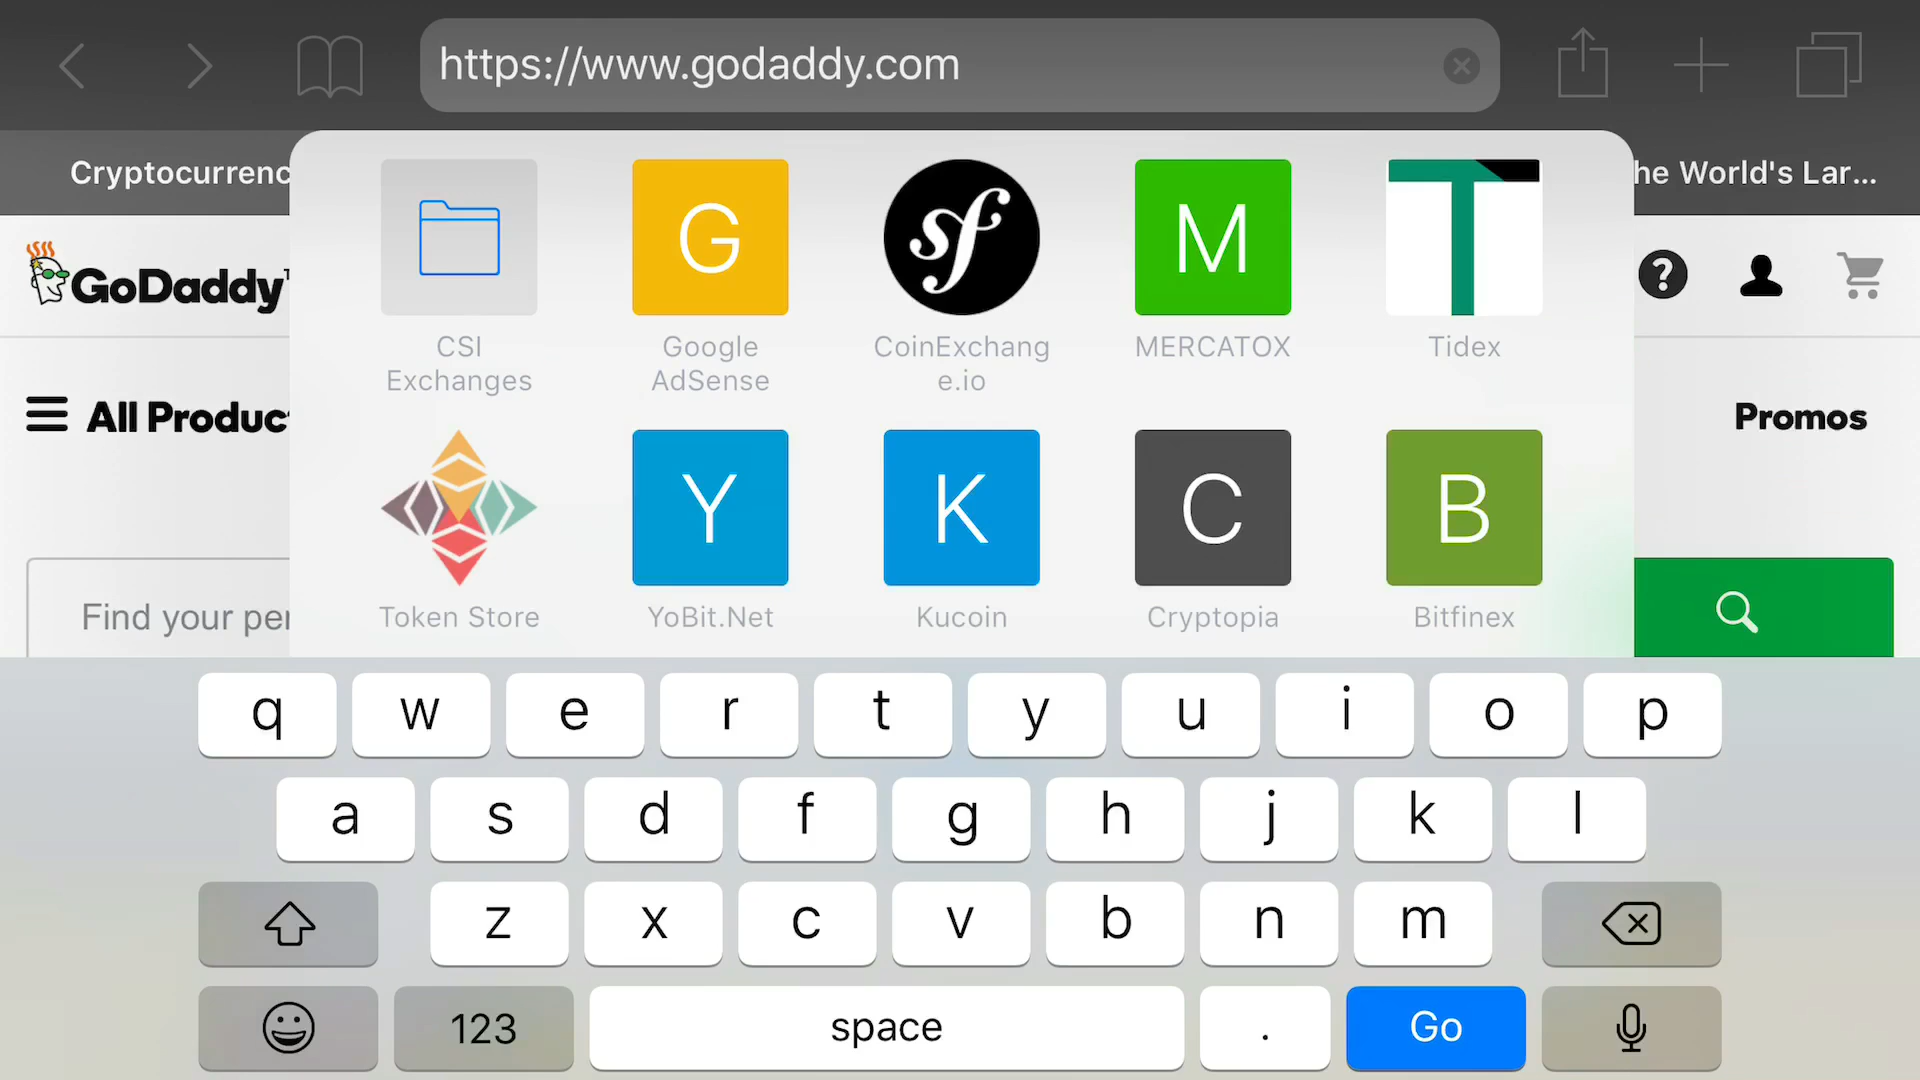 https://www.godaddy.com
Cryptocurrenc
he World's Lar...
GoDaddy
All Produc
Promos
Find your per
G
sf
M
T
CSI
Exchanges
Google
AdSense
CoinExchang
e.io
MERCATOX
Tidex
Y
K
C
B
Token Store
YoBit.Net
Kucoin
Cryptopia
Bitfinex
q w e r t y u i o p
a s d f g h j k l
z x c v b n m
123 space . Go